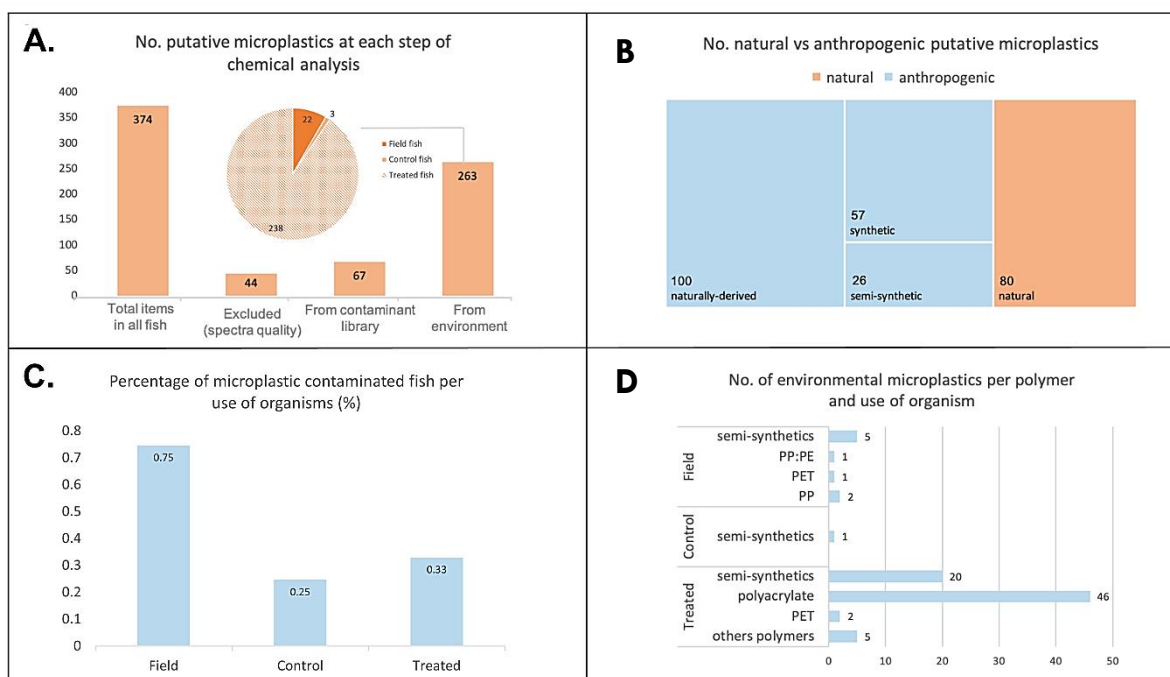 A.
No. putative microplastics at each step of
chemical analysis
400
350
300
250
200
150
100
50
0
374
44
67
263
22
3
238
Field fish
Control fish
Treated fish
Total items
in all fish
Excluded
(spectra quality)
From contaminant
library
From
environment
B
No. natural vs anthropogenic putative microplastics
natural anthropogenic
100
naturally-derived
57
synthetic
26
semi-synthetic
80
natural
C.
Percentage of microplastic contaminated fish per
use of organisms (%)
0.8
0.7
0.6
0.5
0.4
0.3
0.2
0.1
0
0.75
0.25
0.33
Field
Control
Treated
D
No. of environmental microplastics per polymer
and use of organism
Field
semi-synthetics 5
PP:PE 1
PET 1
PP 2
Control
semi-synthetics 1
Treated
semi-synthetics 20
polyacrylate 46
PET 2
others polymers 5
0 10 20 30 40 50